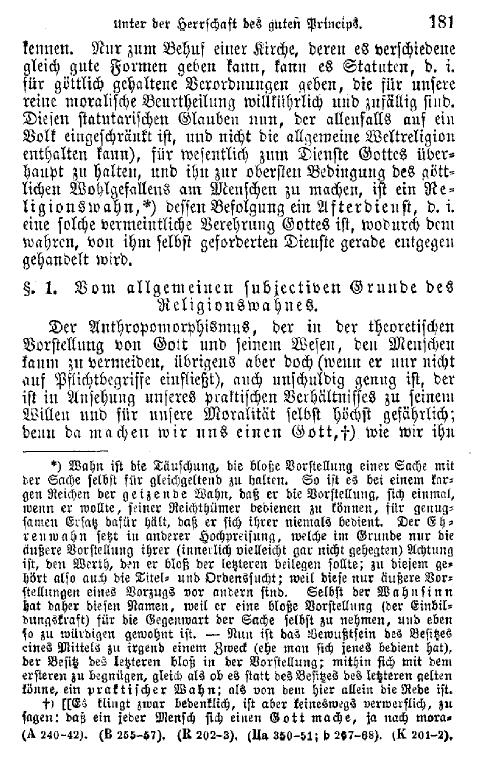 unter der Herrschaft des guten Princips. 181
kennen. Nur zum Behuf einer Kirche, deren es verschiedene
gleich gute Formen geben kann, kann es Statuten, d. i.
für göttlich gehaltene Verordnungen geben, die für unsere
reine moralische Beurtheilung willkührlich und zufällig sind.
Diesen statutarischen Glauben nun, der allenfalls auf ein
Volk eingeschränkt ist, und nicht die allgemeine Weltreligion
enthalten kann), für wesentlich zum Dienste Gottes über-
haupt zu halten, und ihn zur obersten Bedingung des gött-
lichen Wohlgefallens am Menschen zu machen, ist ein Re-
ligionswahn,*) dessen Befolgung ein Afterdienst, d. i.
eine solche vermeintliche Verehrung Gottes ist, wodurch dem
wahren, von ihm selbst geforderten Dienste gerade entgegen
gehandelt wird.
§. 1. Vom allgemeinen subjectiven Grunde des
Religionswahnes.
Der Anthropomorphismus, der in der theoretischen
Vorstellung von Gott und seinem Wesen, den Menschen
kaum zu vermeiden, übrigens aber doch (wenn er nur nicht
auf Pflichtbegriffe einfließt), auch unschuldig genug ist, der
ist in Ansehung unseres praktischen Verhältnisses zu seinem
Willen und für unsere Moralität selbst höchst gefährlich;
denn da machen wir uns einen Gott,†) wie wir ihn
*) Wahn ist die Täuschung, die bloße Vorstellung einer Sache mit
der Sache selbst für gleichgeltend zu halten. So ist es bei einem kar-
gen Reichen der geizende Wahn, daß er die Vorstellung, sich einmal,
wenn er wollte, seiner Reichthümer bedienen zu können, für genug-
samen Ersatz dafür hält, daß er sich ihrer niemals bedient. Der Eh-
renwahn setzt in anderer Hochpreisung, welche im Grunde nur die
äußere Vorstellung ihrer (innerlich vielleicht gar nicht gehegten) Achtung
ist, den Werth, den er bloß der letzteren beilegen sollte; zu diesem ge-
hört also auch die Titel- und Ordenssucht; weil diese nur äußere Vor-
stellungen eines Vorzugs vor andern sind. Selbst der Wahnsinn
hat daher diesen Namen, weil er eine bloße Vorstellung (der Einbil-
dungskraft) für die Gegenwart der Sache selbst zu nehmen, und eben
so zu würdigen gewohnt ist. — Nun ist das Bewußtsein des Besitzes
eines Mittels zu irgend einem Zweck (ehe man sich jenes bedient hat),
der Besitz des letzteren bloß in der Vorstellung; mithin sich mit dem
ersteren zu begnügen, gleich als ob es statt des Besitzes des letzteren gelten
könne, ein praktischer Wahn; als von dem hier allein die Rede ist.
†) [[Es klingt zwar bedenklich, ist aber keineswegs verwerflich, zu
sagen: daß ein jeder Mensch sich einen Gott mache, ja nach mora-
(A 240-42). (B 255-57). (R 202-3). (Ha 350-51; b 267-68). (K 201-2).